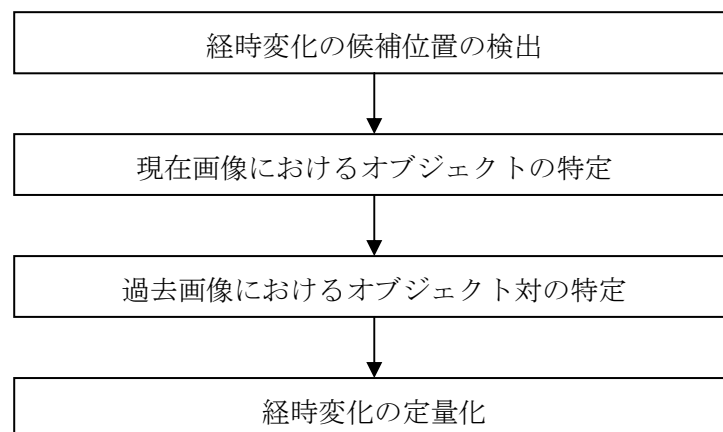 経時変化の候補位置の検出
現在画像におけるオブジェクトの特定
過去画像におけるオブジェクト対の特定
経時変化の定量化